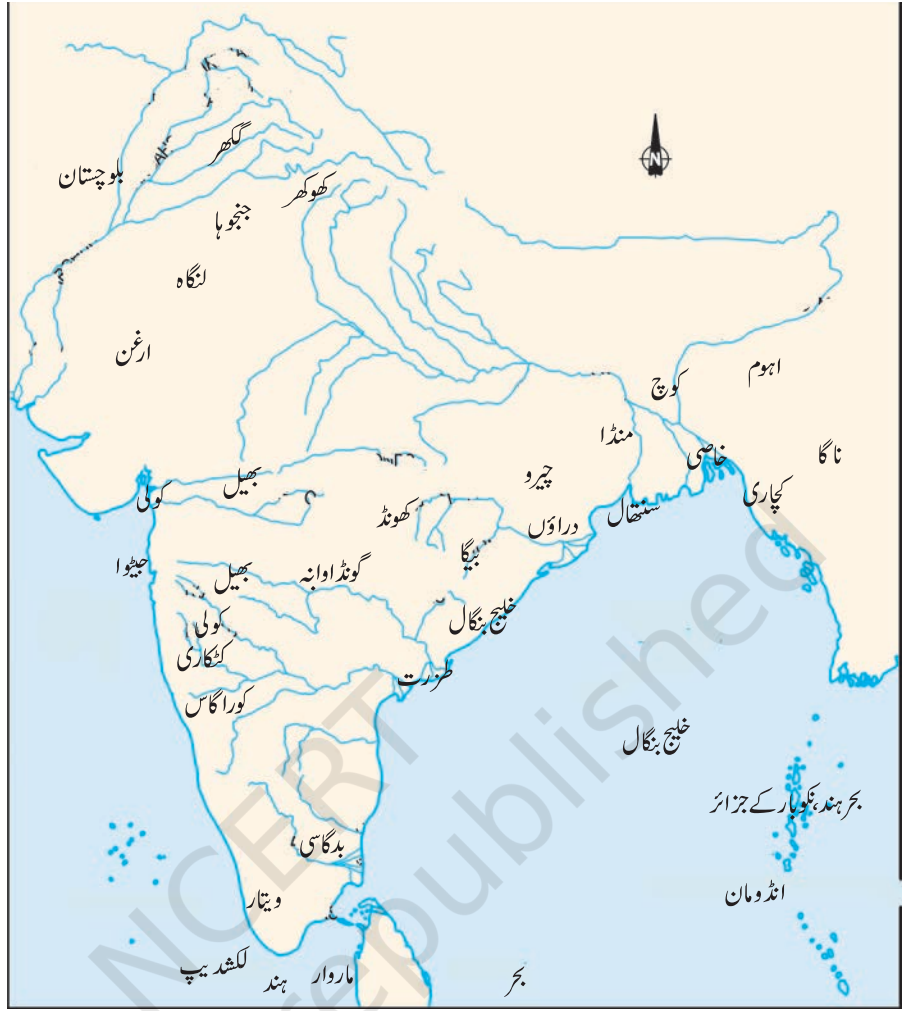 N
گکھر
بلوچستان
کھوکھر
جنجوہا
لنگاہ
ارغن
اہوم
کوچ
منڈا
ناگا
خاصی
چیرو
بھیل
کچاری
کولی
سنتھال
کھونڈ
دراؤں
بیگا
جیٹوا
گونڈاوانہ
بھیل
خلیج بنگال
کولی
کٹکاری
طزرت
کوراگاس
خلیج بنگال
بحر ہند، نکوبار کے جزائر
بدگاسی
انڈومان
ویتار
لکشدیپ
ہند
ماروار
بحر
NCERT
republished